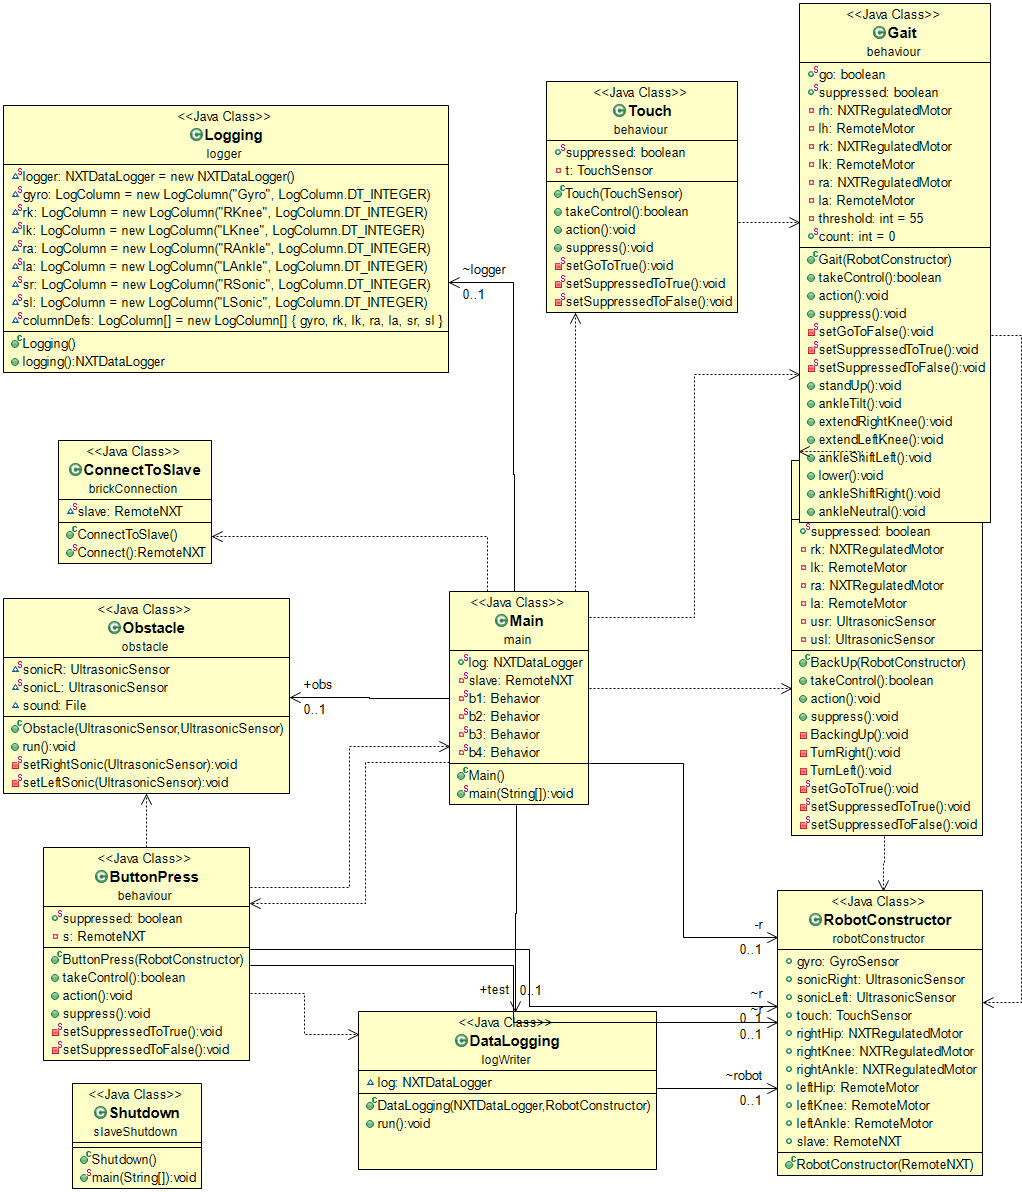 <<Java Class>>
Gait
behaviour
go: boolean
suppressed: boolean
rh: NXTRegulatedMotor
lh: RemoteMotor
rk: NXTRegulatedMotor
lk: RemoteMotor
ra: NXTRegulatedMotor
la: RemoteMotor
threshold: int = 55
count: int = 0
Gait(RobotConstructor)
takeControl():boolean
action():void
suppress():void
setGoToFalse():void
setSuppressedToTrue():void
setSuppressedToFalse():void
standUp():void
ankleTilt():void
extendRightKnee():void
extendLeftKnee():void
ankleShiftLeft():void
lower():void
ankleShiftRight():void
ankleNeutral():void
<<Java Class>>
Touch
behaviour
suppressed: boolean
t: TouchSensor
Touch(TouchSensor)
takeControl():boolean
action():void
suppress():void
setGoToTrue():void
setSuppressedToTrue():void
setSuppressedToFalse():void
<<Java Class>>
Logging
logger
logger: NXTDataLogger = new NXTDataLogger()
gyro: LogColumn = new LogColumn("Gyro", LogColumn.DT_INTEGER)
rk: LogColumn = new LogColumn("RKnee", LogColumn.DT_INTEGER)
lk: LogColumn = new LogColumn("LKnee", LogColumn.DT_INTEGER)
ra: LogColumn = new LogColumn("RAnkle", LogColumn.DT_INTEGER)
la: LogColumn = new LogColumn("LAnkle", LogColumn.DT_INTEGER)
sr: LogColumn = new LogColumn("RSonic", LogColumn.DT_INTEGER)
sl: LogColumn = new LogColumn("LSonic", LogColumn.DT_INTEGER)
columnDefs: LogColumn[] = new LogColumn[] { gyro, rk, lk, ra, la, sr, sl }
Logging()
logging():NXTDataLogger
~logger
0..1
<<Java Class>>
ConnectToSlave
brickConnection
slave: RemoteNXT
ConnectToSlave()
Connect():RemoteNXT
suppressed: boolean
rk: NXTRegulatedMotor
lk: RemoteMotor
ra: NXTRegulatedMotor
la: RemoteMotor
usr: UltrasonicSensor
usl: UltrasonicSensor
BackUp(RobotConstructor)
takeControl():boolean
action():void
suppress():void
BackingUp():void
TurnRight():void
TurnLeft():void
setGoToTrue():void
setSuppressedToTrue():void
setSuppressedToFalse():void
<<Java Class>>
Main
main
log: NXTDataLogger
slave: RemoteNXT
b1: Behavior
b2: Behavior
b3: Behavior
b4: Behavior
Main()
main(String[]):void
<<Java Class>>
Obstacle
obstacle
sonicR: UltrasonicSensor
sonicL: UltrasonicSensor
sound: File
Obstacle(UltrasonicSensor,UltrasonicSensor)
run():void
setRightSonic(UltrasonicSensor):void
setLeftSonic(UltrasonicSensor):void
+obs
0..1
<<Java Class>>
ButtonPress
behaviour
suppressed: boolean
s: RemoteNXT
ButtonPress(RobotConstructor)
takeControl():boolean
action():void
suppress():void
setSuppressedToTrue():void
setSuppressedToFalse():void
-r
0..1
~r
0..1
~r
0..1
+test
0..1
<<Java Class>>
RobotConstructor
robotConstructor
gyro: GyroSensor
sonicRight: UltrasonicSensor
sonicLeft: UltrasonicSensor
touch: TouchSensor
rightHip: NXTRegulatedMotor
rightKnee: NXTRegulatedMotor
rightAnkle: NXTRegulatedMotor
leftHip: RemoteMotor
leftKnee: RemoteMotor
leftAnkle: RemoteMotor
slave: RemoteNXT
RobotConstructor(RemoteNXT)
<<Java Class>>
DataLogging
logWriter
log: NXTDataLogger
DataLogging(NXTDataLogger,RobotConstructor)
run():void
~robot
0..1
<<Java Class>>
Shutdown
slaveShutdown
Shutdown()
main(String[]):void